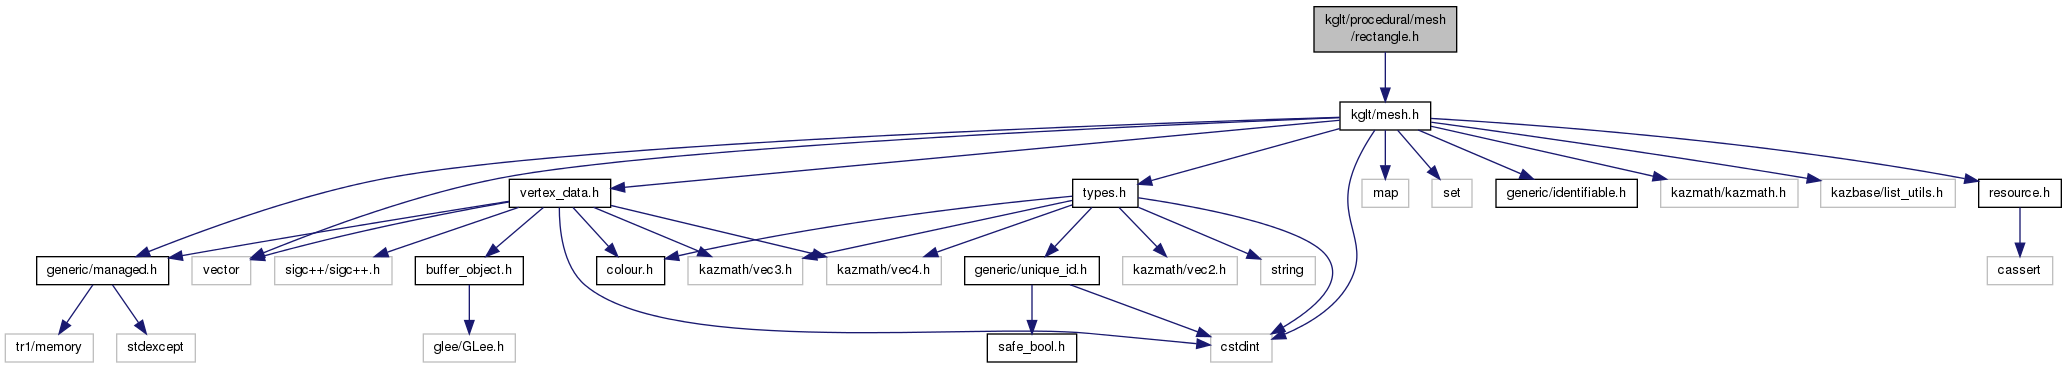 kglt/procedural/mesh
/rectangle.h
kglt/mesh.h
vertex_data.h
types.h
map
set
generic/identifiable.h
kazmath/kazmath.h
kazbase/list_utils.h
resource.h
generic/managed.h
vector
sigc++/sigc++.h
buffer_object.h
colour.h
kazmath/vec3.h
kazmath/vec4.h
generic/unique_id.h
kazmath/vec2.h
string
cassert
tr1/memory
stdexcept
glee/GLee.h
safe_bool.h
cstdint